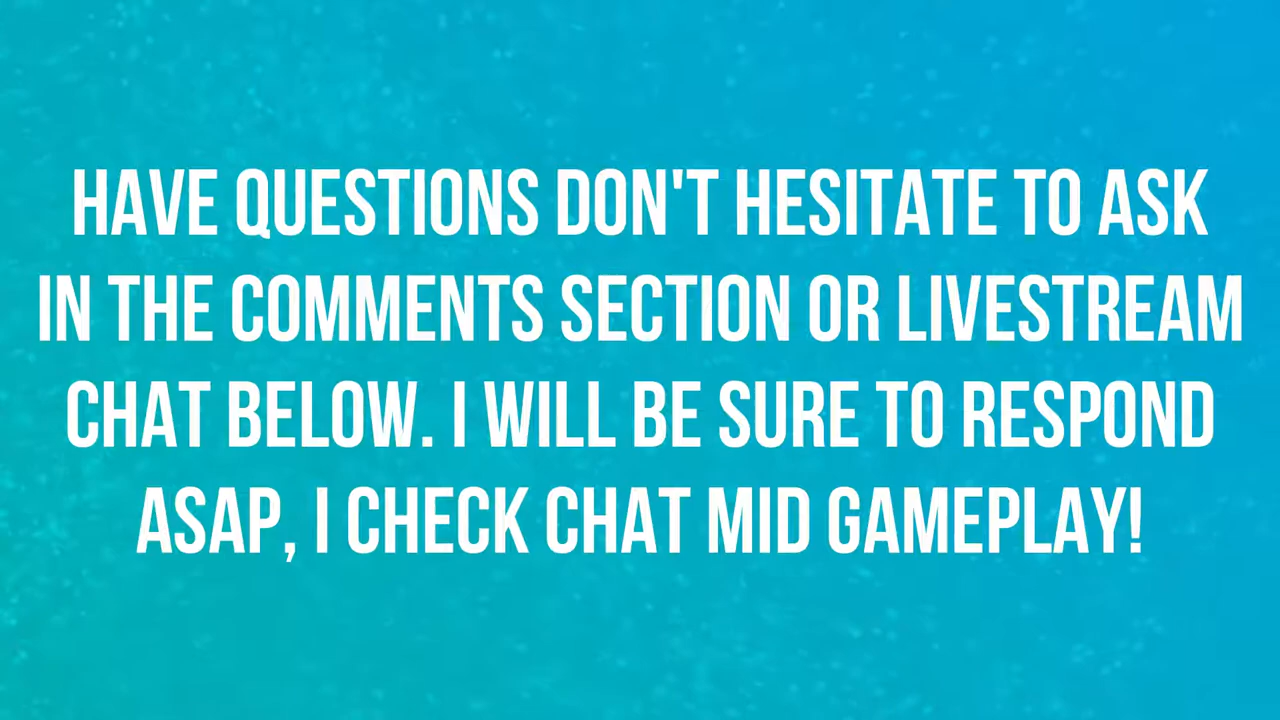 HAVE QUESTIONS DON'T HESITATE TO ASK
IN THE COMMENTS SECTION OR LIVESTREAM
CHAT BELOW. I WILL BE SURE TO RESPOND
ASAP, I CHECK CHAT MID GAMEPLAY!